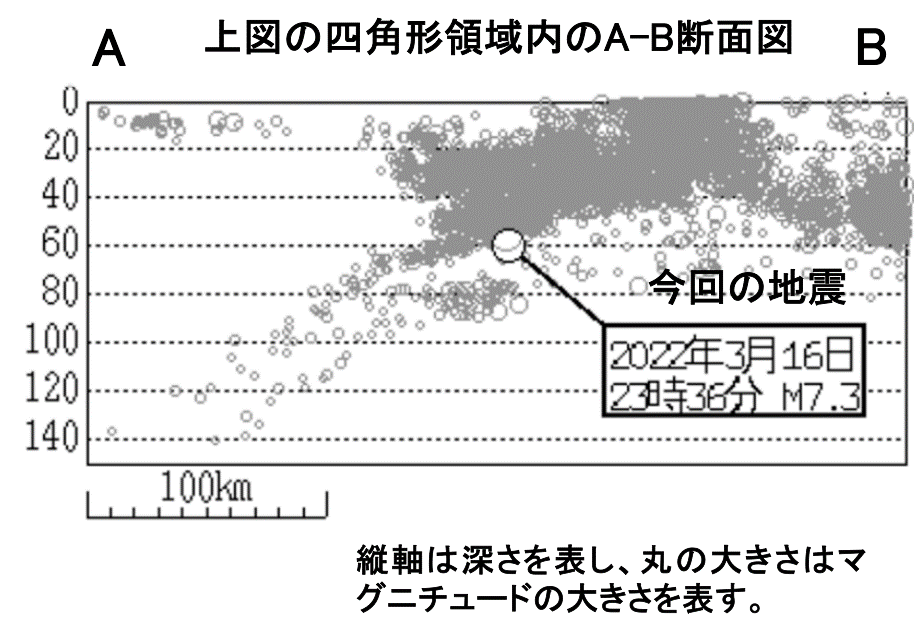 上図の四角形領域内のA-B断面図
A
B
0
20
40
60
80
100
120
140
今回の地震
2022年3月16日
23時36分 M7.3
100km
縦軸は深さを表し、丸の大きさはマ
グニチュードの大きさを表す。